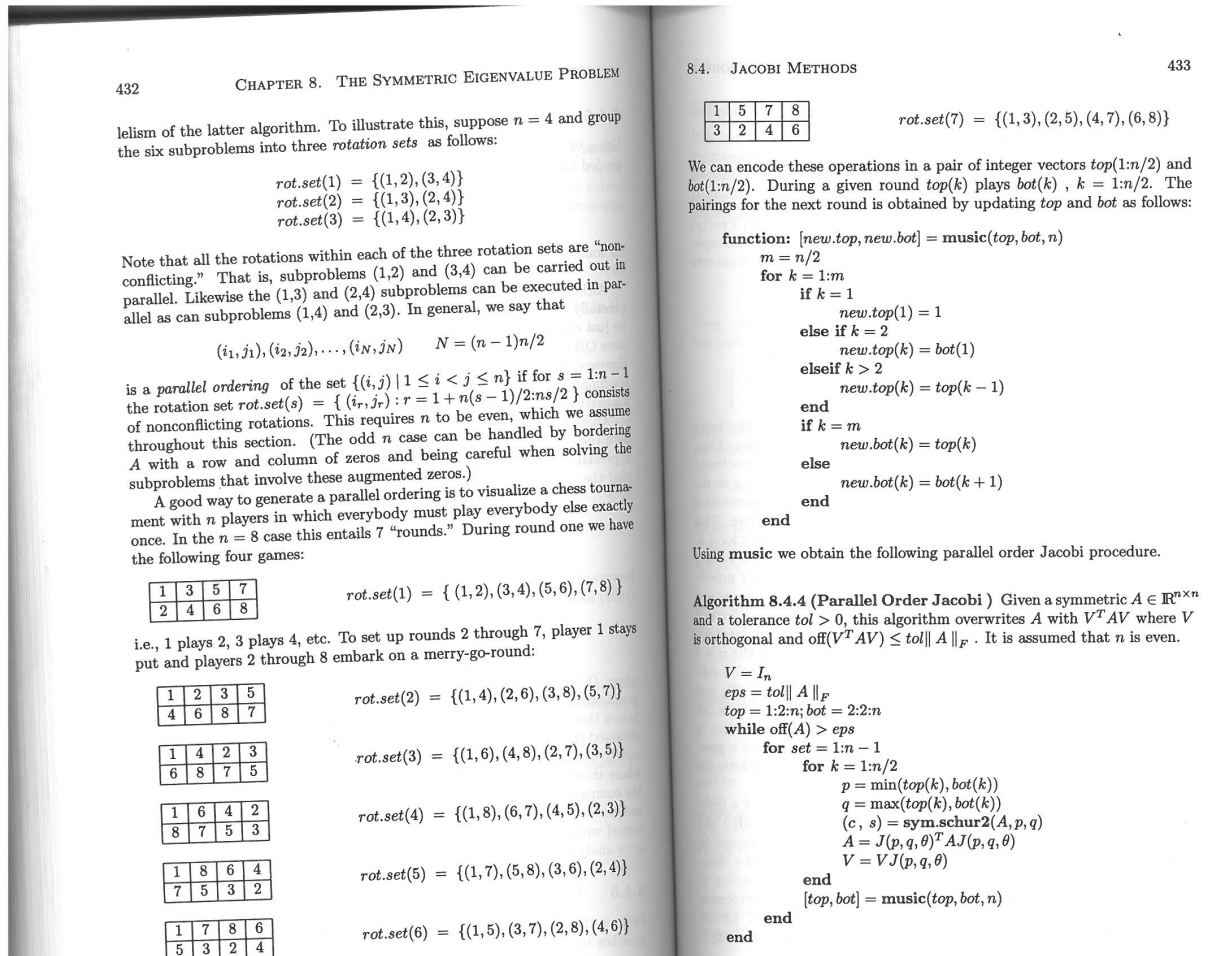 432
CHAPTER 8. THE SYMMETRIC EIGENVALUE PROBLEM
lelism of the latter algorithm. To illustrate this, suppose n = 4 and group
the six subproblems into three rotation sets as follows:
rot.set(1) = {(1,2),(3,4)}
rot.set(2) = {(1,3),(2,4)}
rot.set(3) = {(1,4),(2,3)}
Note that all the rotations within each of the three rotation sets are "non-
conflicting." That is, subproblems (1,2) and (3,4) can be carried out in
parallel. Likewise the (1,3) and (2,4) subproblems can be executed in par-
allel as can subproblems (1,4) and (2,3). In general, we say that
(i₁,j₁),(i₂,j₂),...,(i_N,j_N)   N = (n − 1)n/2
is a parallel ordering of the set {(i,j) | 1 ≤ i < j ≤ n} if for s = 1:n − 1
the rotation set rot.set(s) = { (i_r,j_r) : r = 1 + n(s − 1)/2:ns/2 } consists
of nonconflicting rotations. This requires n to be even, which we assume
throughout this section. (The odd n case can be handled by bordering
A with a row and column of zeros and being careful when solving the
subproblems that involve these augmented zeros.)
A good way to generate a parallel ordering is to visualize a chess tourna-
ment with n players in which everybody must play everybody else exactly
once. In the n = 8 case this entails 7 "rounds." During round one we have
the following four games:
1 3 5 7
2 4 6 8
rot.set(1) = { (1,2),(3,4),(5,6),(7,8) }
i.e., 1 plays 2, 3 plays 4, etc. To set up rounds 2 through 7, player 1 stays
put and players 2 through 8 embark on a merry-go-round:
1 2 3 5
4 6 8 7
rot.set(2) = {(1,4),(2,6),(3,8),(5,7)}
1 4 2 3
6 8 7 5
rot.set(3) = {(1,6),(4,8),(2,7),(3,5)}
1 6 4 2
8 7 5 3
rot.set(4) = {(1,8),(6,7),(4,5),(2,3)}
1 8 6 4
7 5 3 2
rot.set(5) = {(1,7),(5,8),(3,6),(2,4)}
1 7 8 6
5 3 2 4
rot.set(6) = {(1,5),(3,7),(2,8),(4,6)}
8.4. JACOBI METHODS
433
1 5 7 8
3 2 4 6
rot.set(7) = {(1,3),(2,5),(4,7),(6,8)}
We can encode these operations in a pair of integer vectors top(1:n/2) and
bot(1:n/2). During a given round top(k) plays bot(k) , k = 1:n/2. The
pairings for the next round is obtained by updating top and bot as follows:
function: [new.top, new.bot] = music(top, bot, n)
m = n/2
for k = 1:m
if k = 1
new.top(1) = 1
else if k = 2
new.top(k) = bot(1)
elseif k > 2
new.top(k) = top(k − 1)
end
if k = m
new.bot(k) = top(k)
else
new.bot(k) = bot(k + 1)
end
end
Using music we obtain the following parallel order Jacobi procedure.
Algorithm 8.4.4 (Parallel Order Jacobi ) Given a symmetric A ∈ ℝⁿˣⁿ
and a tolerance tol > 0, this algorithm overwrites A with VᵀAV where V
is orthogonal and off(VᵀAV) ≤ tol‖ A ‖_F . It is assumed that n is even.
V = I_n
eps = tol‖ A ‖_F
top = 1:2:n; bot = 2:2:n
while off(A) > eps
for set = 1:n − 1
for k = 1:n/2
p = min(top(k), bot(k))
q = max(top(k), bot(k))
(c , s) = sym.schur2(A, p, q)
A = J(p, q, θ)ᵀAJ(p, q, θ)
V = VJ(p, q, θ)
end
[top, bot] = music(top, bot, n)
end
end